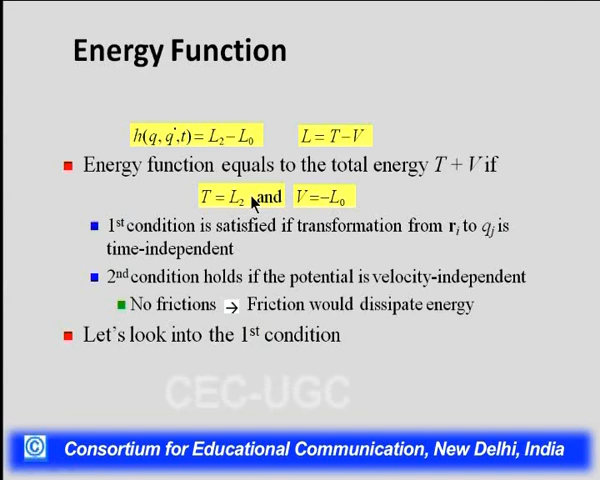 Energy Function
h(q, q̇, t) = L₂ − L₀ L = T − V
Energy function equals to the total energy T + V if
T = L₂ and V = −L₀
1st condition is satisfied if transformation from rᵢ to qⱼ is
time-independent
2nd condition holds if the potential is velocity-independent
No frictions → Friction would dissipate energy
Let's look into the 1st condition
CEC-UGC
© Consortium for Educational Communication, New Delhi, India